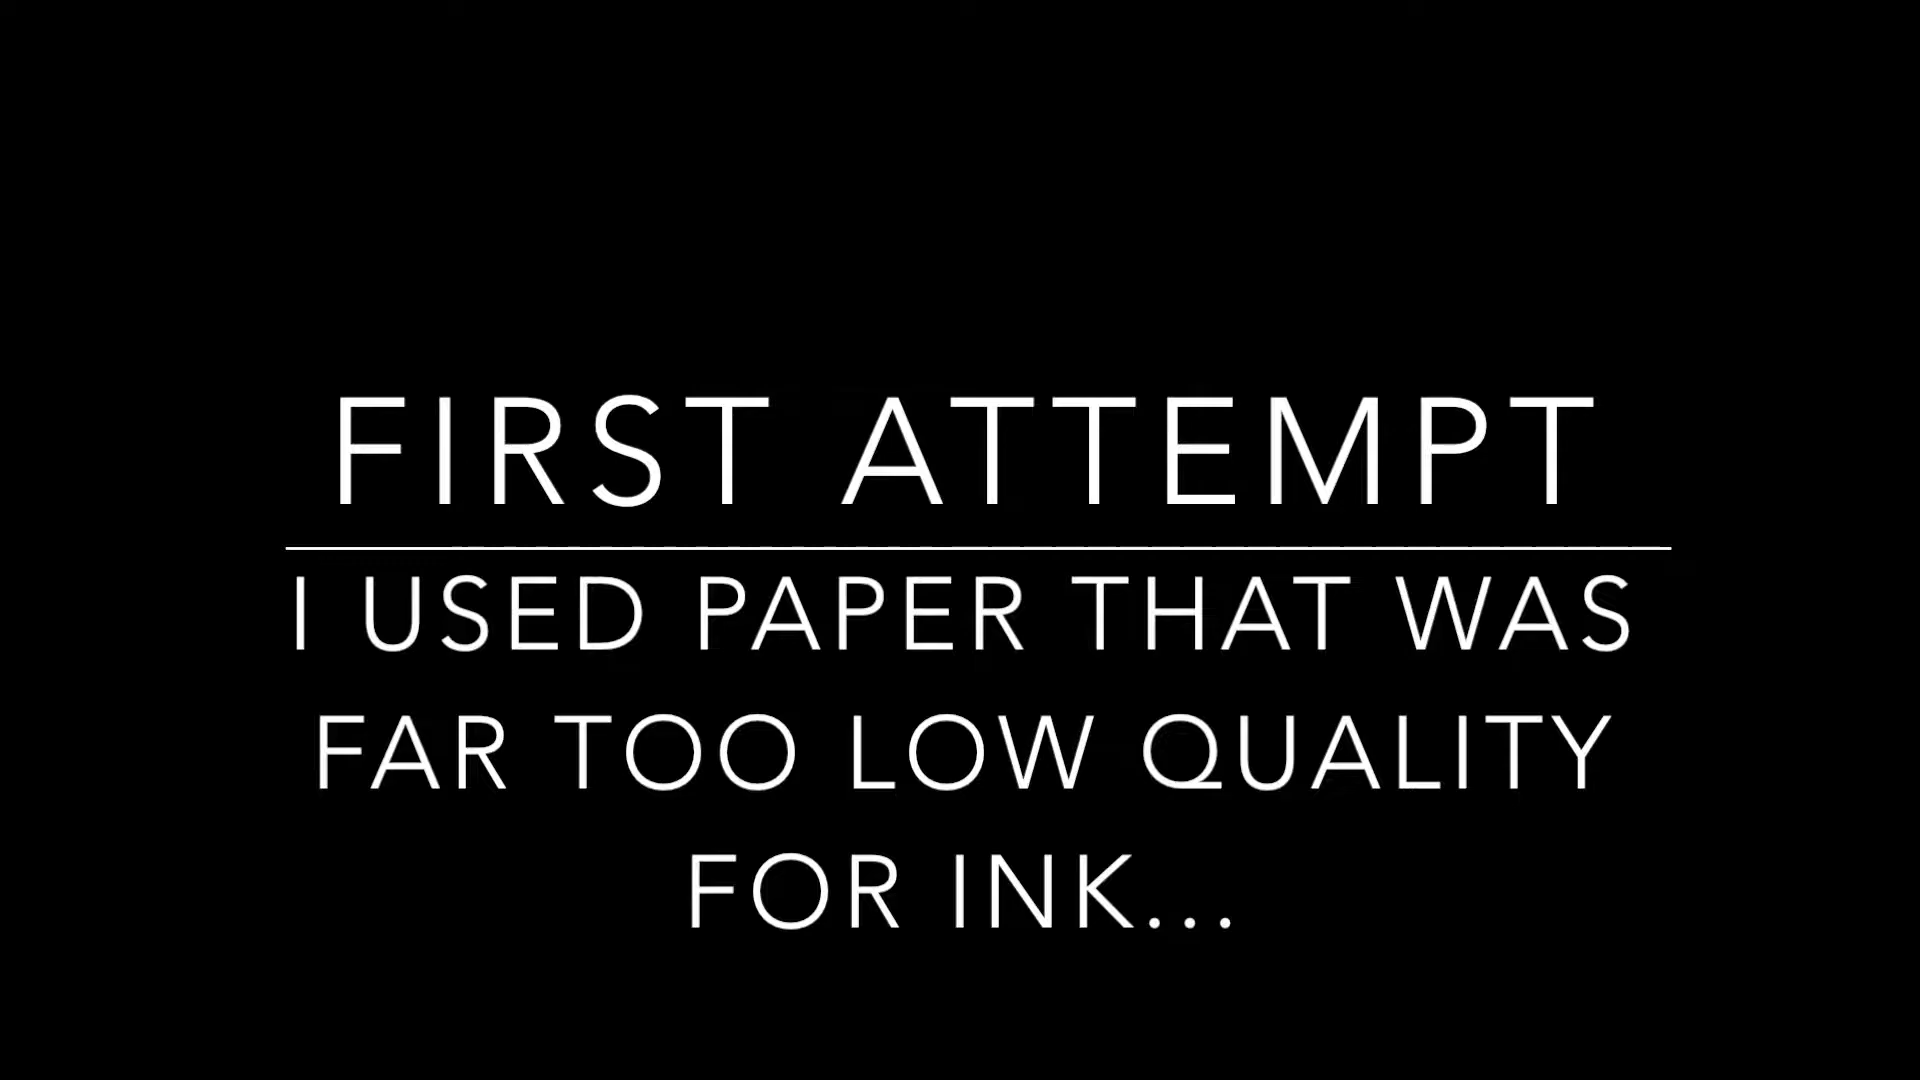 FIRST ATTEMPT
I USED PAPER THAT WAS
FAR TOO LOW QUALITY
FOR INK...